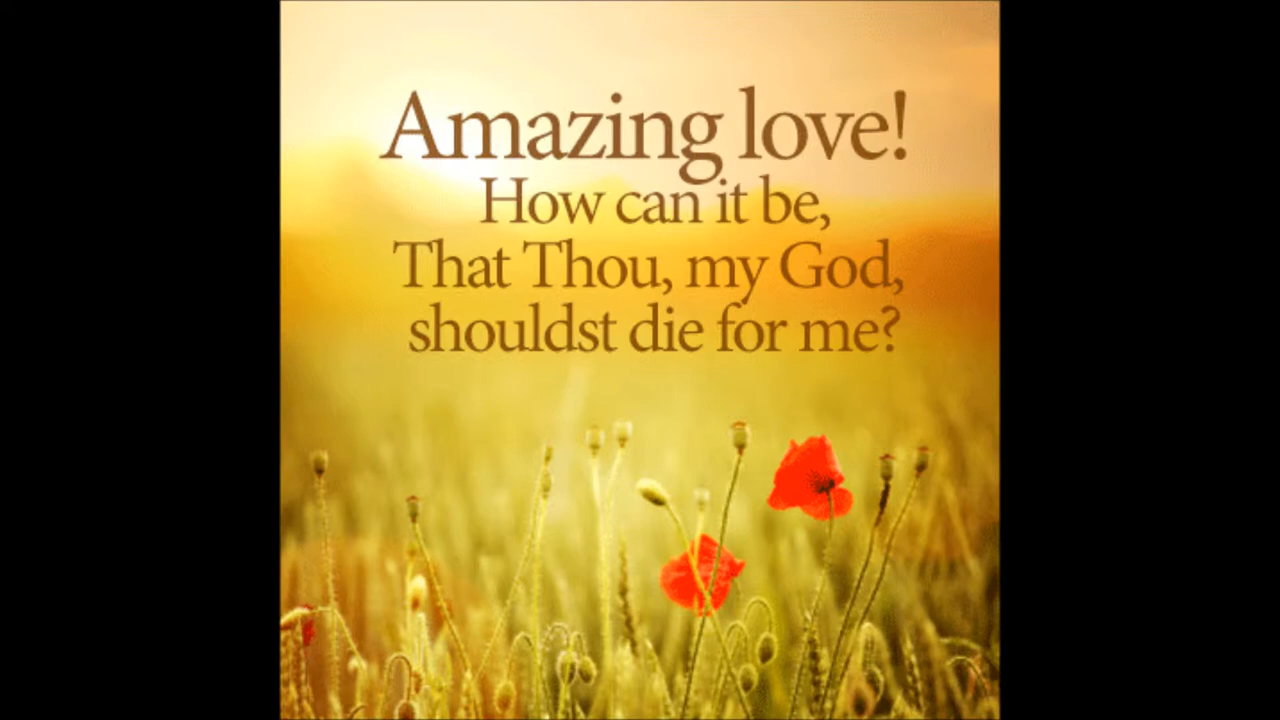 Amazing love!
How can it be,
That Thou, my God,
shouldst die for me?